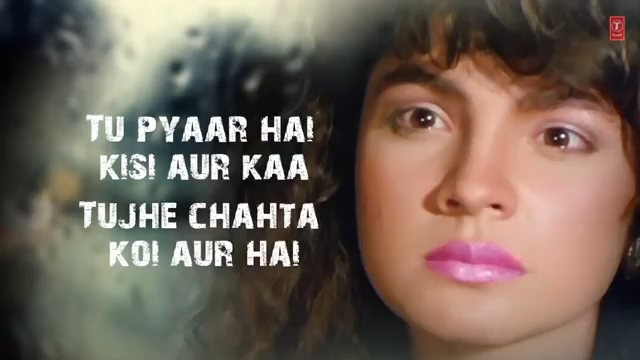 TU PYAAR HAI
KISI AUR KAA
TUJHE CHAHTA
KOI AUR HAI